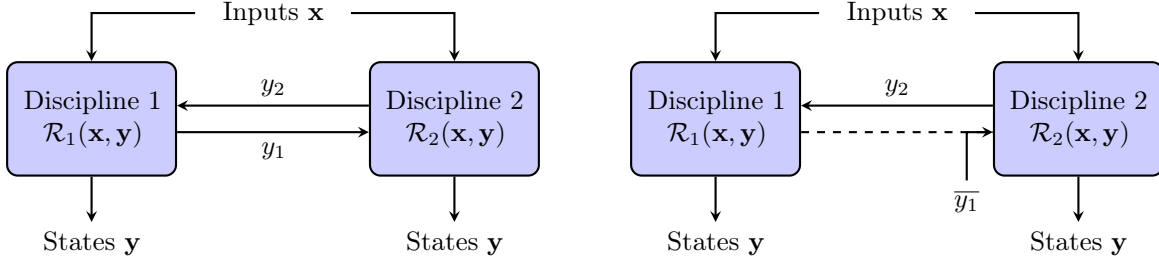 Inputs x
Discipline 1
R₁(x, y)
y₂
y₁
Discipline 2
R₂(x, y)
States y
States y
Inputs x
Discipline 1
R₁(x, y)
y₂
y̅₁
Discipline 2
R₂(x, y)
States y
States y